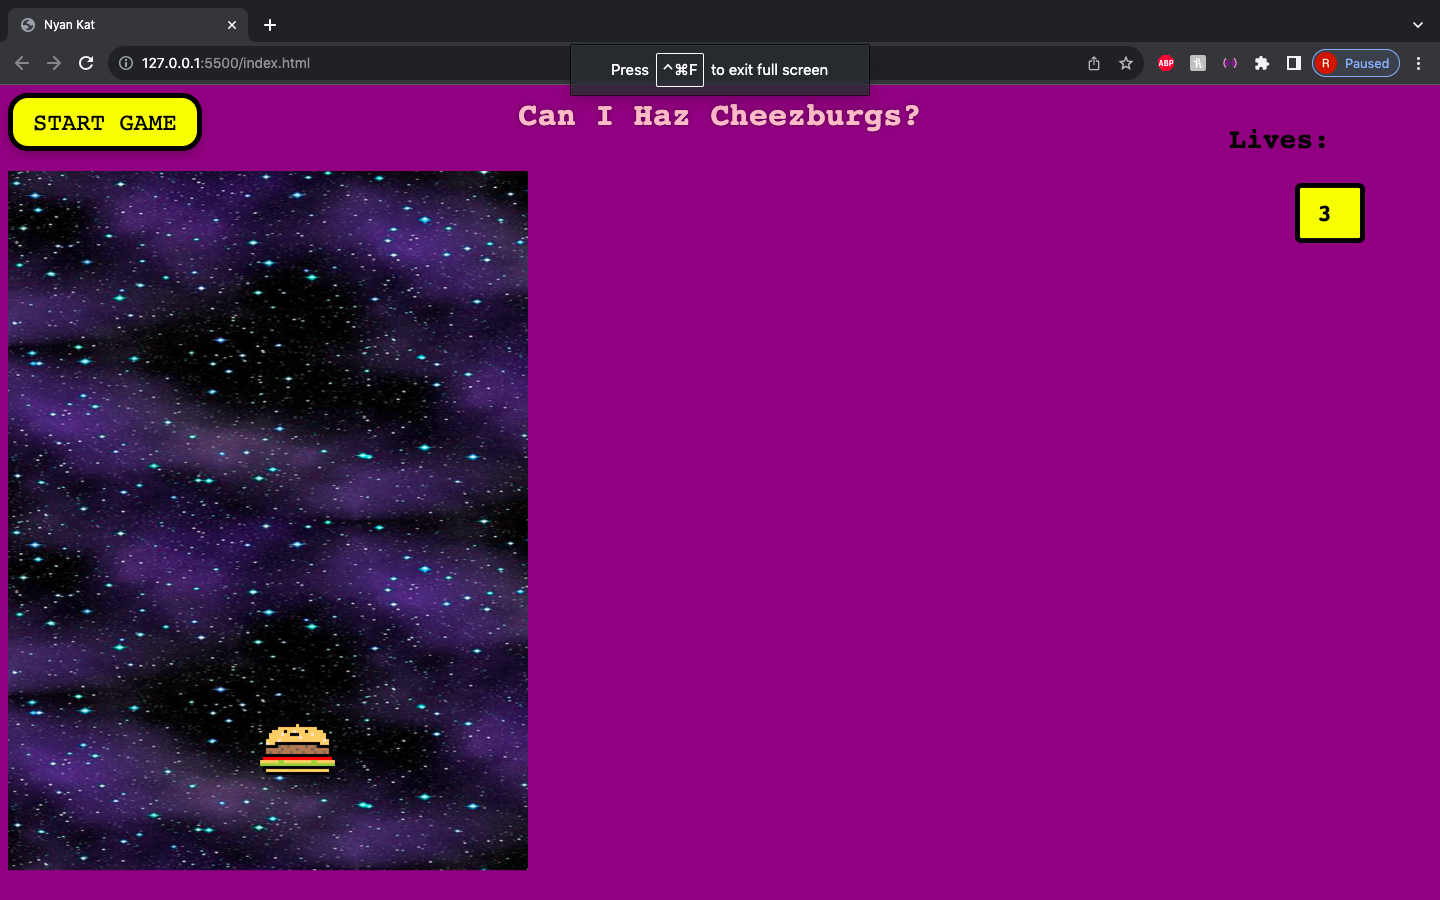 Nyan Kat
127.0.0.1:5500/index.html
Press ^⌘F to exit full screen
ABP
R Paused
START GAME
Can I Haz Cheezburgs?
Lives:
3